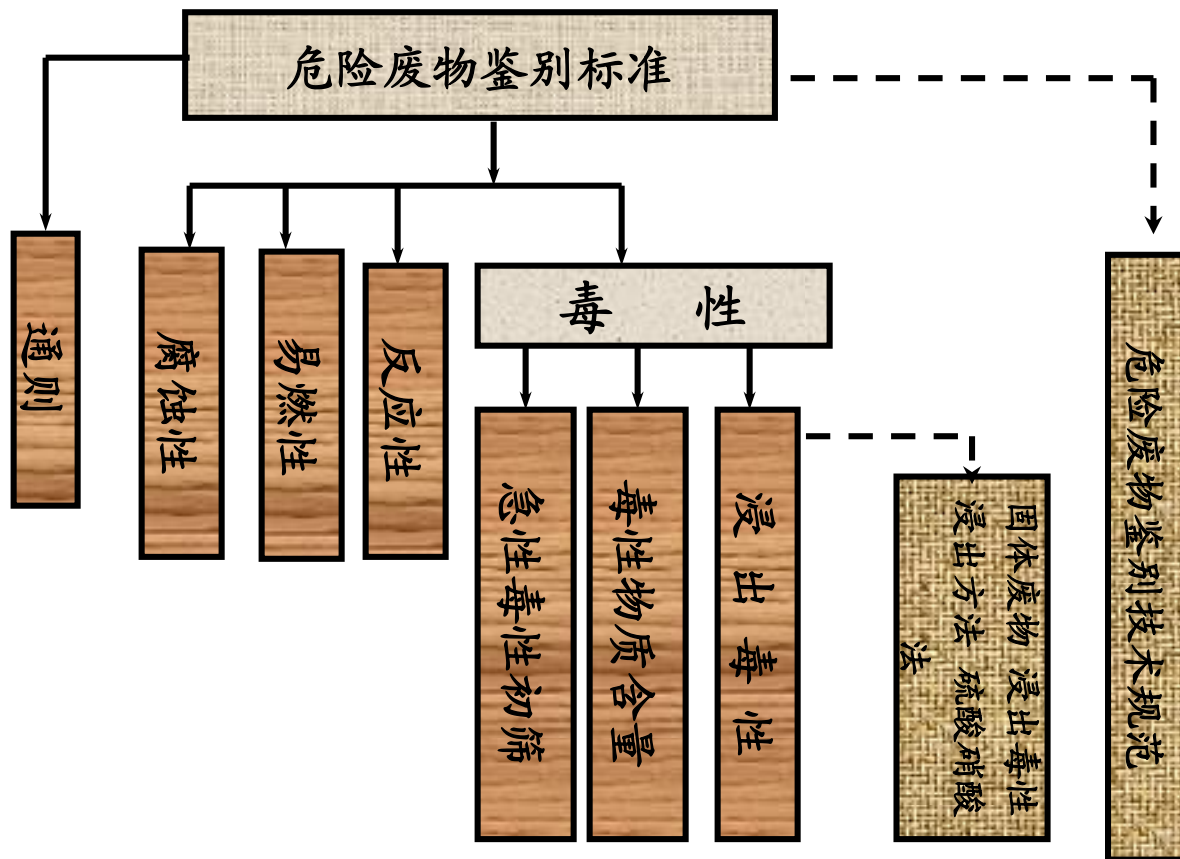 危险废物鉴别标准
通则
腐蚀性
易燃性
反应性
毒 性
急性毒性初筛
毒性物质含量
浸出毒性
固体废物 浸出毒性
浸出方法 硫酸硝酸
法
危险废物鉴别技术规范